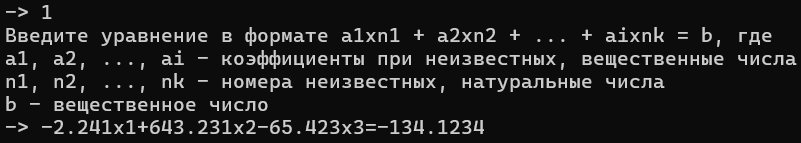 -> 1
Введите уравнение в формате a1xn1 + a2xn2 + ... + aixnk = b, где
a1, a2, ..., ai - коэффициенты при неизвестных, вещественные числа
n1, n2, ..., nk - номера неизвестных, натуральные числа
b - вещественное число
-> -2.241x1+643.231x2-65.423x3=-134.1234